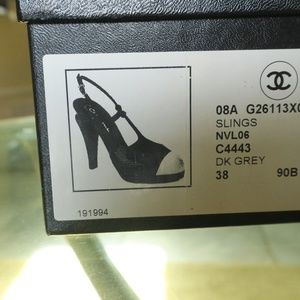 08A G26113X0
SLINGS
NVL06
C4443
DK GREY
38 90B
191994